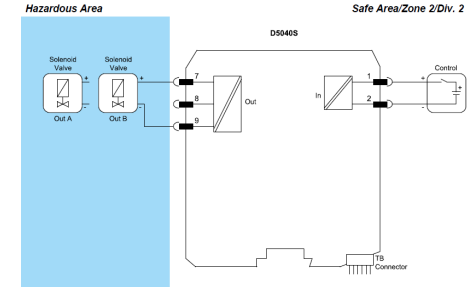 Hazardous Area
Safe Area/Zone 2/Div. 2
D5040S
Solenoid
Valve
Solenoid
Valve
Control
+
-
+
-
7
8
9
Out
In
1
2
+
-
+
Out A
Out B
TB
Connector